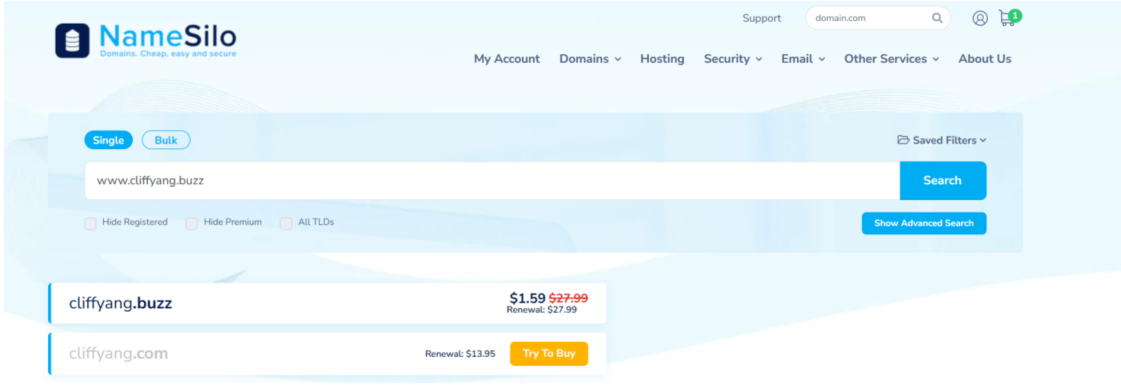 Support domain.com 1
NameSilo
Domains. Cheap, easy and secure
My Account Domains Hosting Security Email Other Services About Us
Single Bulk Saved Filters
www.cliffyang.buzz Search
Hide Registered Hide Premium All TLDs Show Advanced Search
cliffyang.buzz $1.59 $27.99
Renewal: $27.99
cliffyang.com Renewal: $13.95 Try To Buy